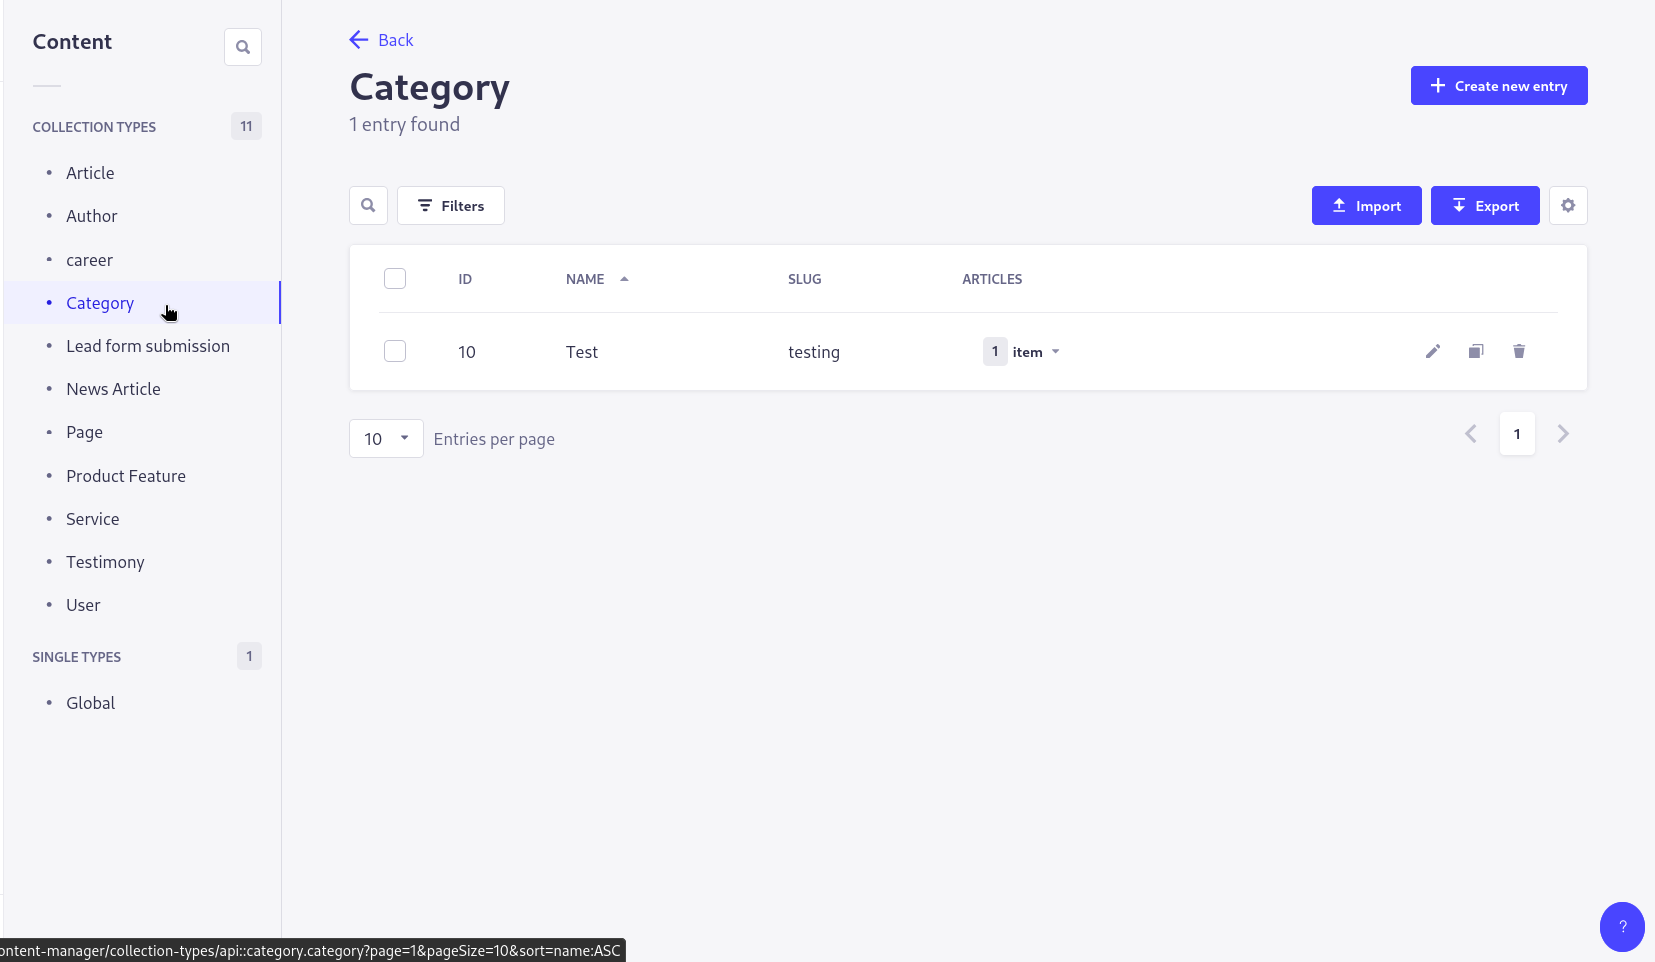 Content
COLLECTION TYPES 11
Article
Author
career
Category
Lead form submission
News Article
Page
Product Feature
Service
Testimony
User
SINGLE TYPES 1
Global
Back
Category
1 entry found
Create new entry
Filters
Import
Export
ID NAME SLUG ARTICLES
10 Test testing 1 item
10 Entries per page
1
?
ontent-manager/collection-types/api::category.category?page=1&pageSize=10&sort=name:ASC